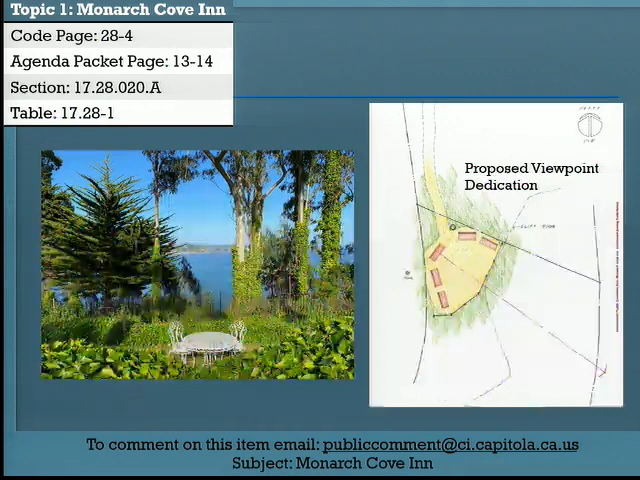 Topic 1: Monarch Cove Inn
Code Page: 28-4
Agenda Packet Page: 13-14
Section: 17.28.020.A
Table: 17.28-1
Proposed Viewpoint
Dedication
To comment on this item email: publiccomment@ci.capitola.ca.us
Subject: Monarch Cove Inn